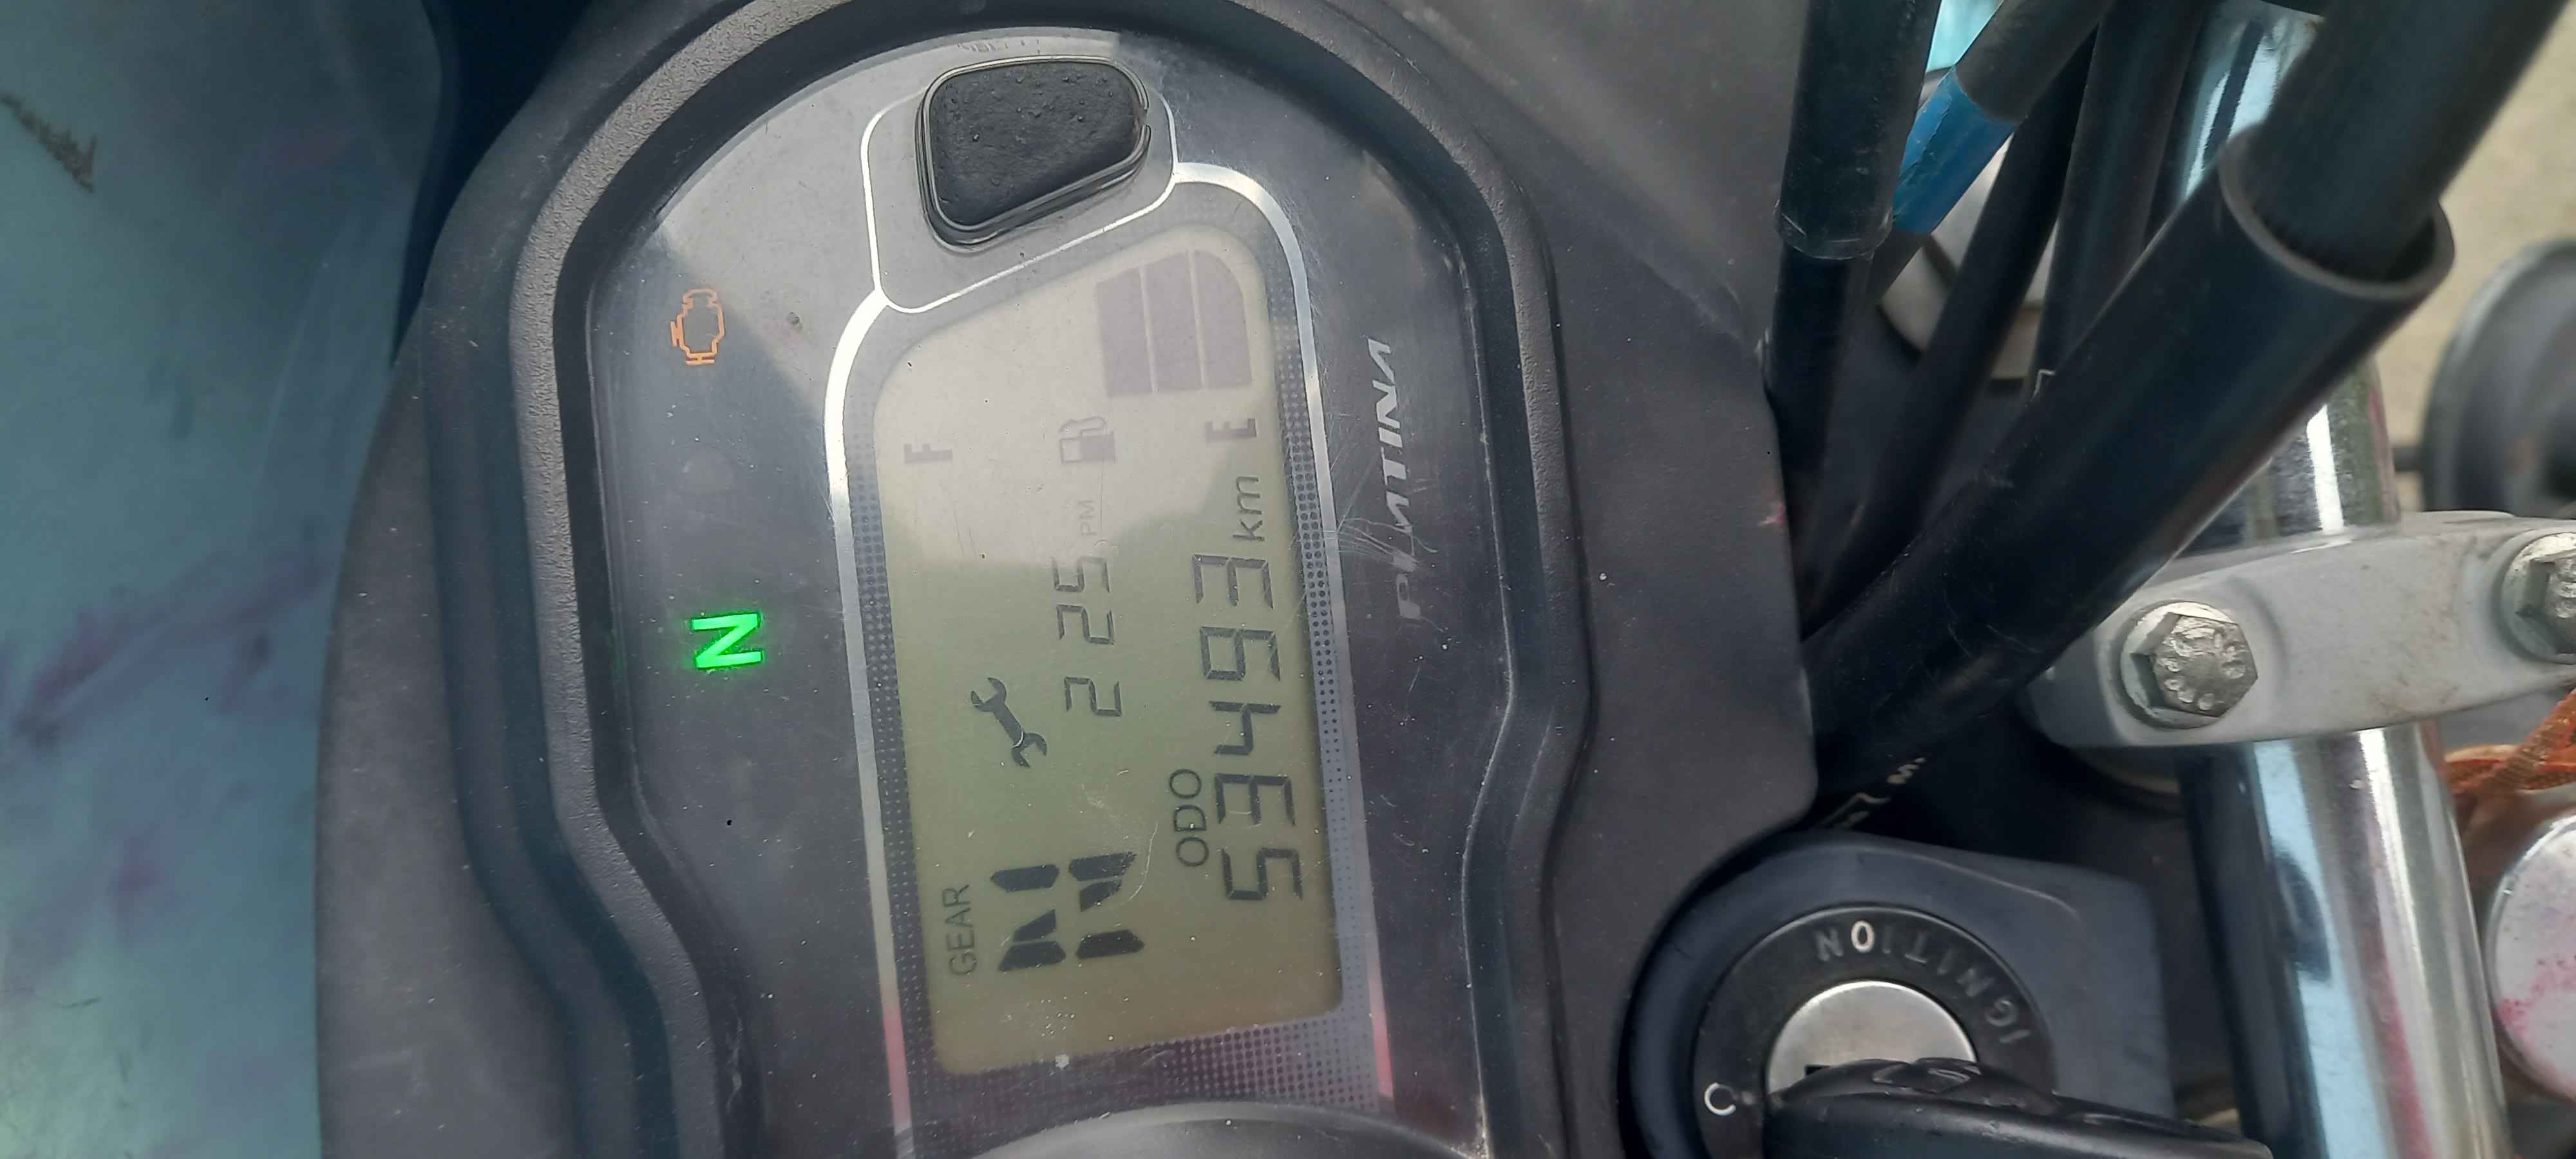 N
GEAR
F
N
2 25 PM
ODO
E
53493 km
PLATINA
IGNITION